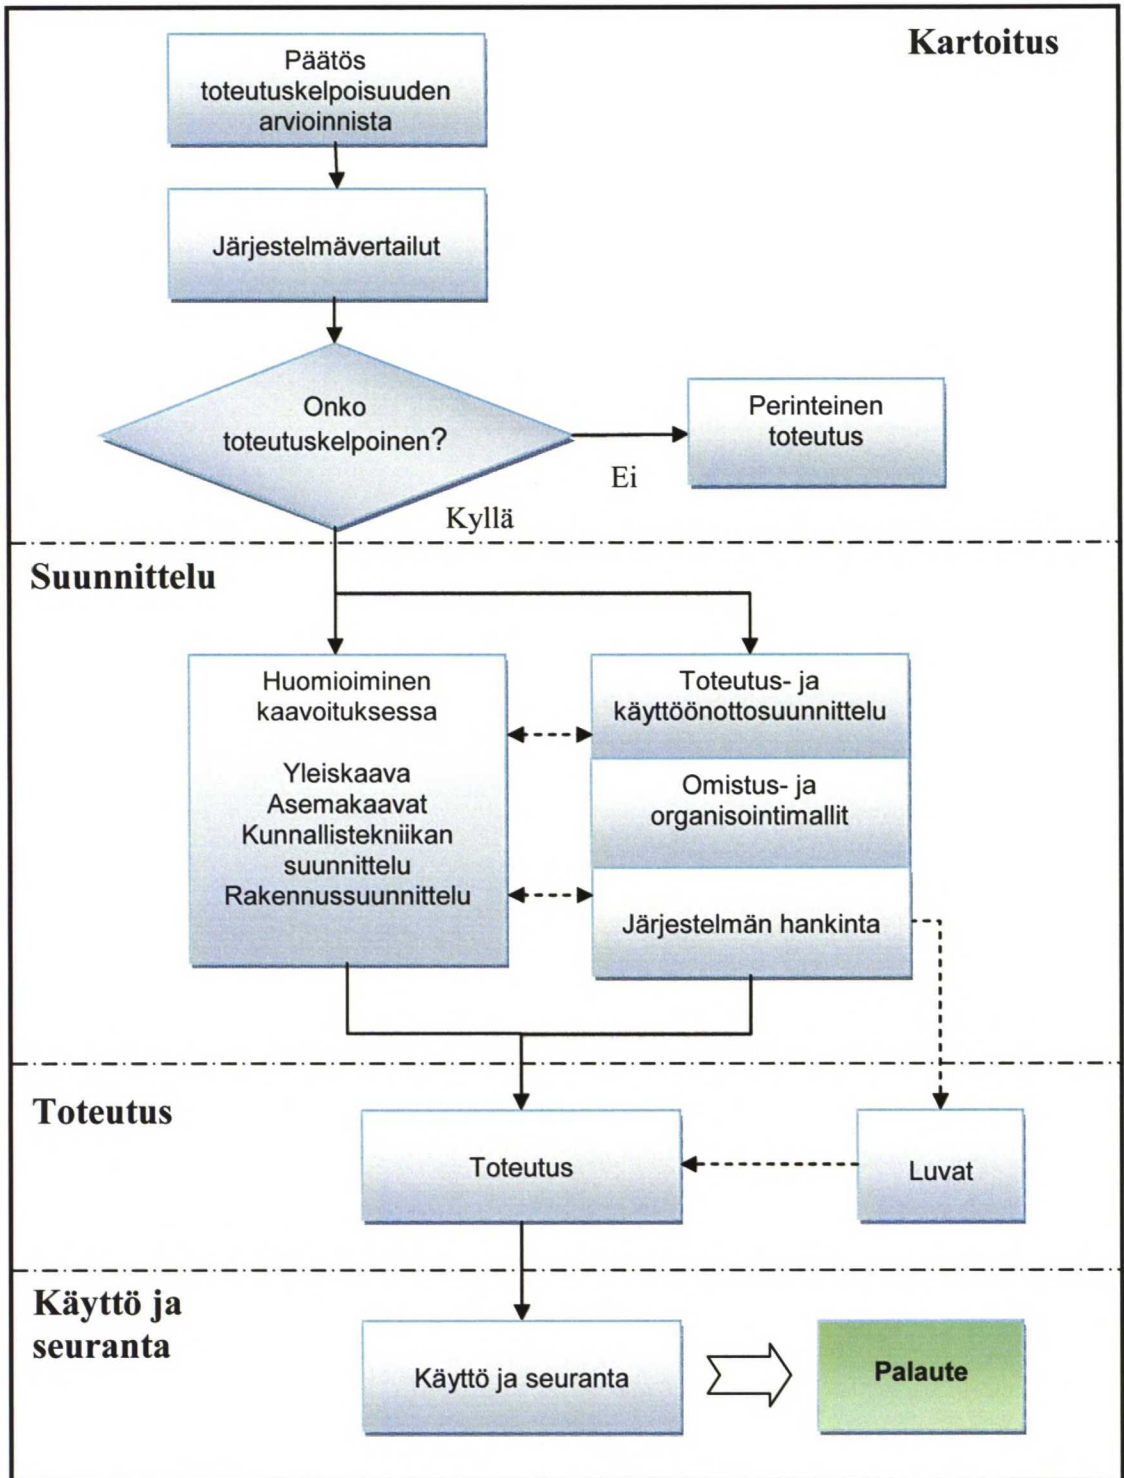 Kartoitus
Päätös
toteutuskelpoisuuden
arvioinnista
Järjestelmävertailut
Onko
toteutuskelpoinen?
Perinteinen
toteutus
Ei
Kyllä
Suunnittelu
Huomioiminen
kaavoituksessa
Yleiskaava
Asemakaavat
Kunnallistekniikan
suunnittelu
Rakennussuunnittelu
Toteutus- ja
käyttöönottosuunnittelu
Omistus- ja
organisointimallit
Järjestelmän hankinta
Toteutus
Toteutus
Luvat
Käyttö ja
seuranta
Käyttö ja seuranta
Palaute